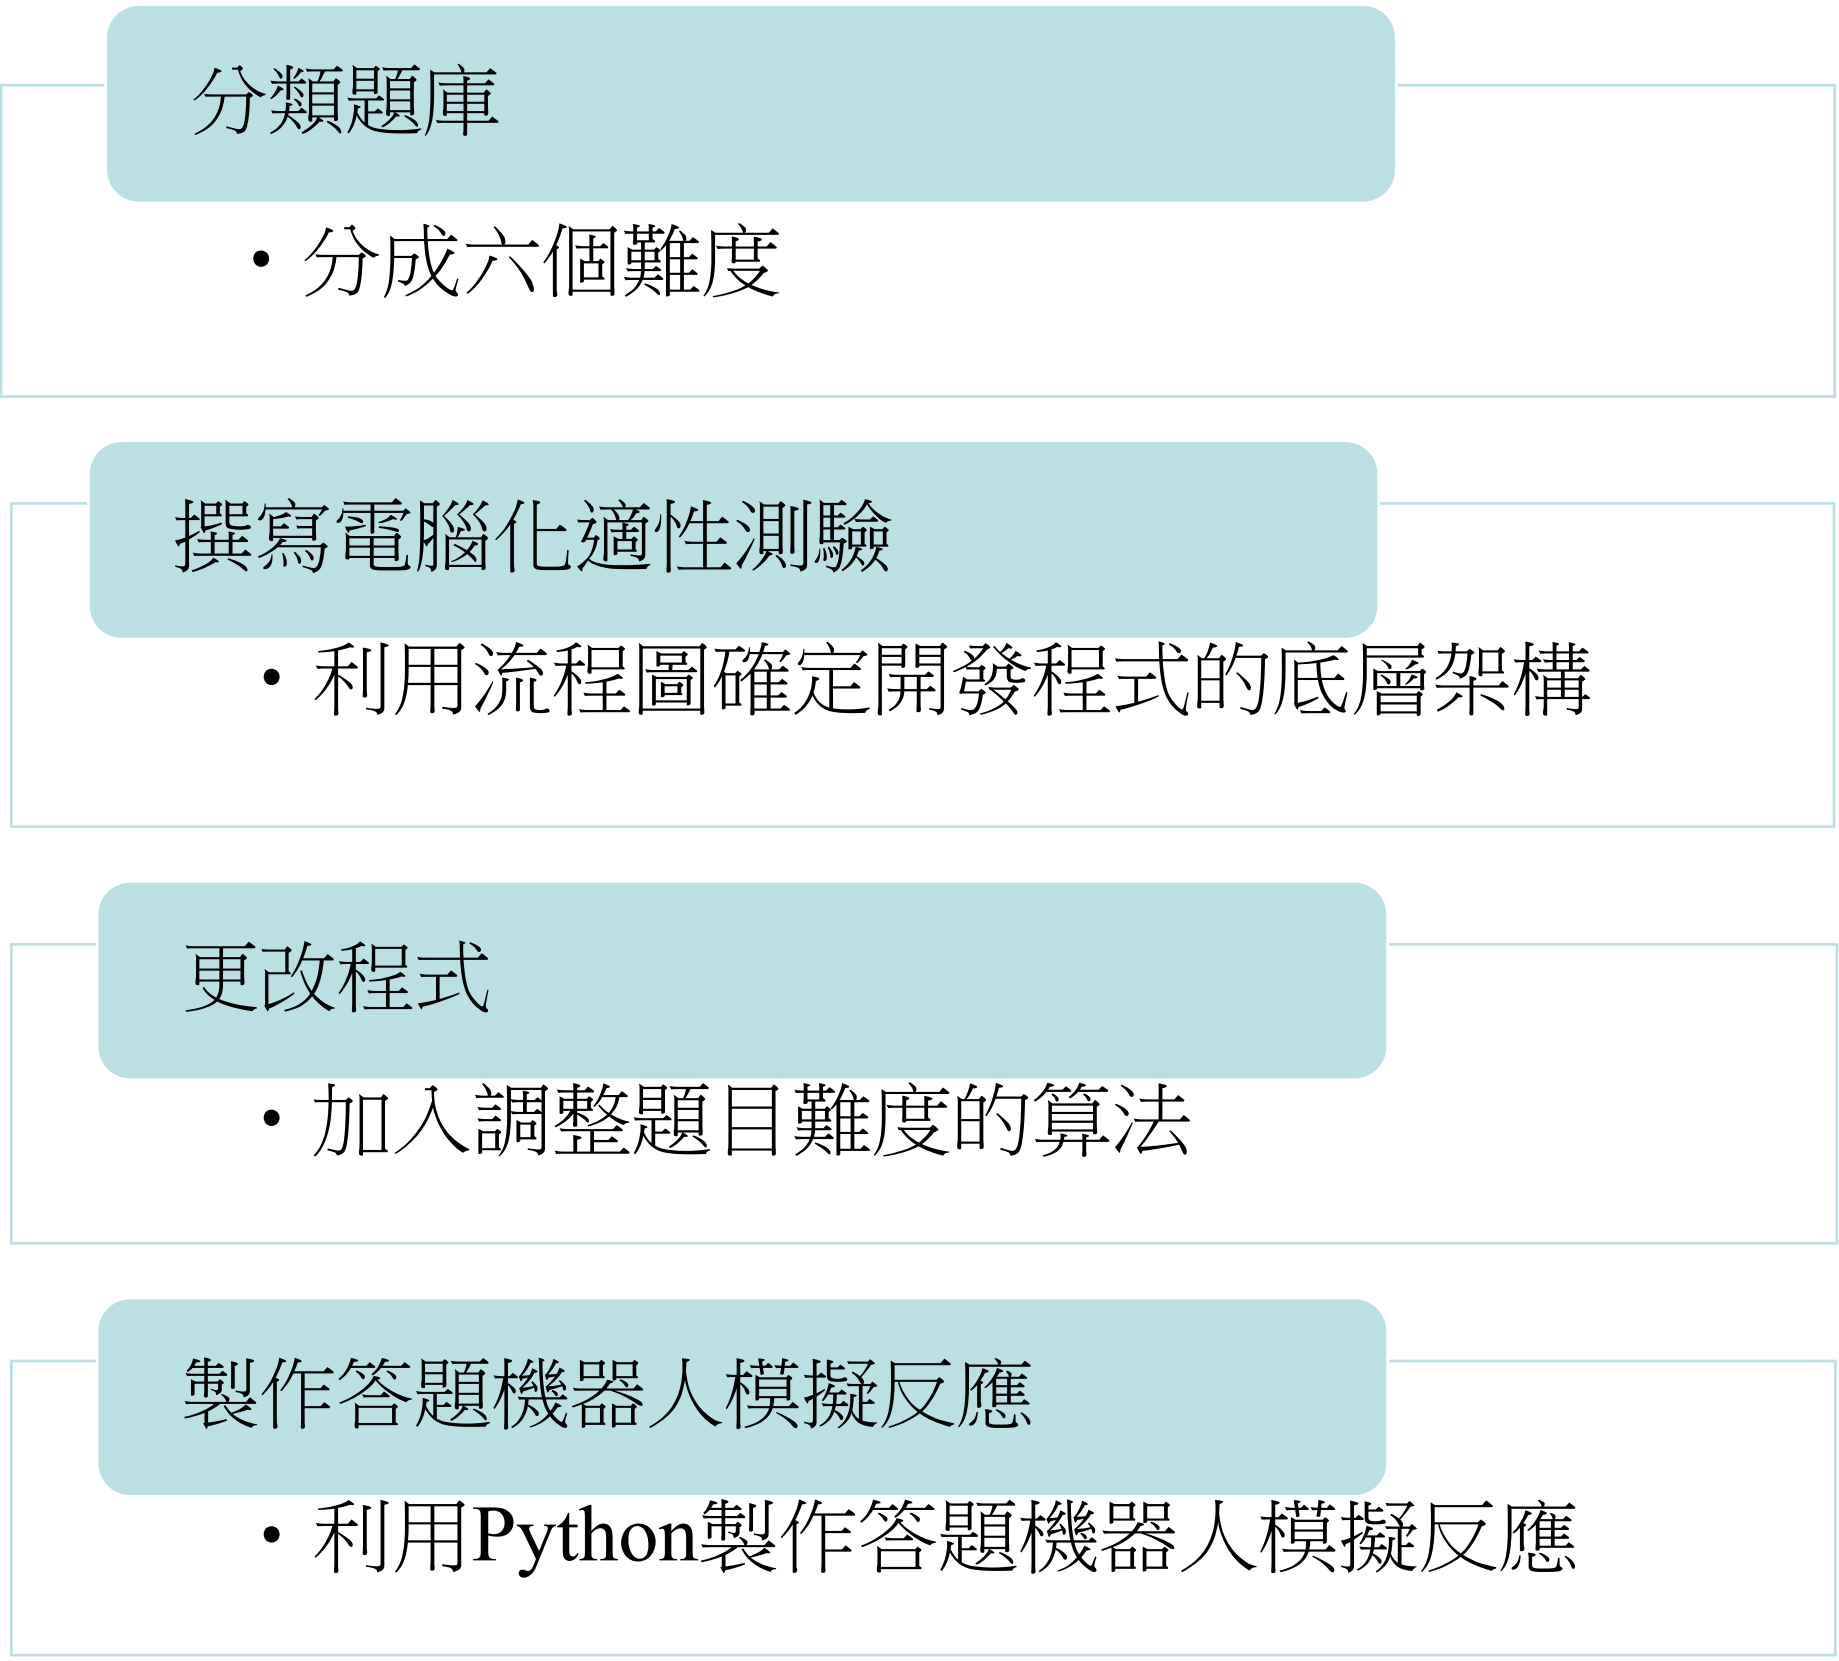 分類題庫
• 分成六個難度
撰寫電腦化適性測驗
• 利用流程圖確定開發程式的底層架構
更改程式
• 加入調整題目難度的算法
製作答題機器人模擬反應
• 利用Python製作答題機器人模擬反應